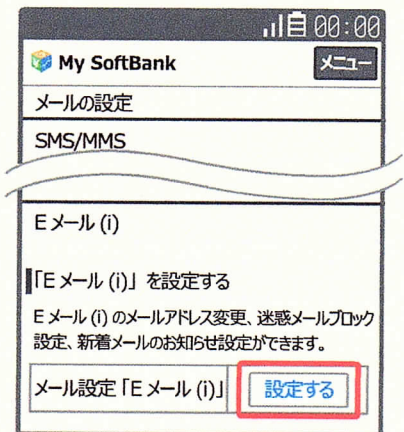 00:00
My SoftBank
メニュー
メールの設定
SMS/MMS
Eメール (i)
「Eメール (i)」を設定する
Eメール (i) のメールアドレス変更、迷惑メールブロック
設定、新着メールのお知らせ設定ができます。
メール設定「Eメール (i)」 設定する